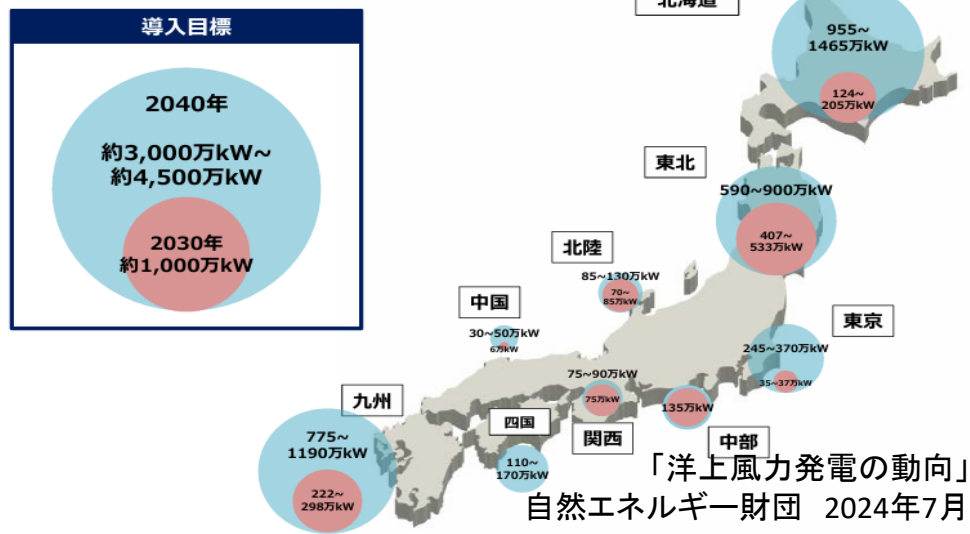 導入目標
2040年
約3,000万kW~
約4,500万kW
2030年
約1,000万kW
北海道
955~
1465万kW
124~
205万kW
東北
590~900万kW
407~
533万kW
北陸
85~130万kW
70~
85万kW
中国
30~50万kW
6万kW
東京
245~370万kW
35~37万kW
75~90万kW
75万kW
関西
135万kW
中部
九州
775~
1190万kW
222~
298万kW
四国
110~
170万kW
「洋上風力発電の動向」
自然エネルギー財団 2024年7月